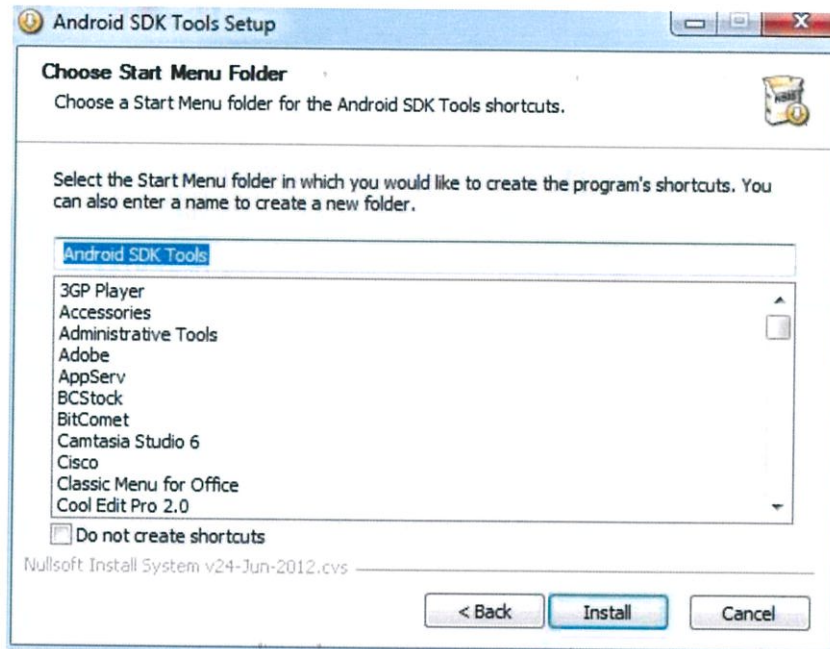 Android SDK Tools Setup
Choose Start Menu Folder
Choose a Start Menu folder for the Android SDK Tools shortcuts.
Select the Start Menu folder in which you would like to create the program's shortcuts. You
can also enter a name to create a new folder.
Android SDK Tools
3GP Player
Accessories
Administrative Tools
Adobe
AppServ
BCStock
BitComet
Camtasia Studio 6
Cisco
Classic Menu for Office
Cool Edit Pro 2.0
Do not create shortcuts
Nullsoft Install System v24-Jun-2012.cvs
< Back
Install
Cancel